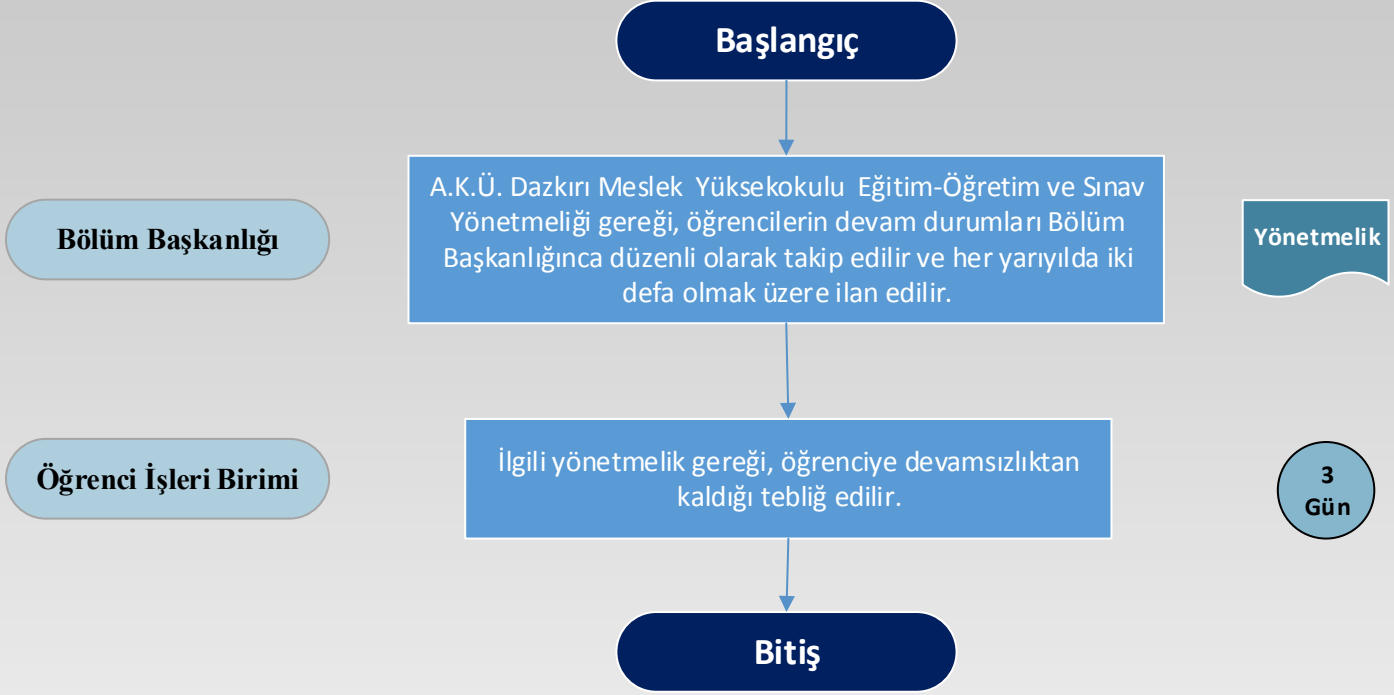 Başlangıç
Bölüm Başkanlığı
A.K.Ü. Dazkırı Meslek Yüksekokulu Eğitim-Öğretim ve Sınav
Yönetmeliği gereği, öğrencilerin devam durumları Bölüm
Başkanlığınca düzenli olarak takip edilir ve her yarıyılda iki
defa olmak üzere ilan edilir.
Yönetmelik
Öğrenci İşleri Birimi
İlgili yönetmelik gereği, öğrenciye devamsızlıktan
kaldığı tebliğ edilir.
3
Gün
Bitiş